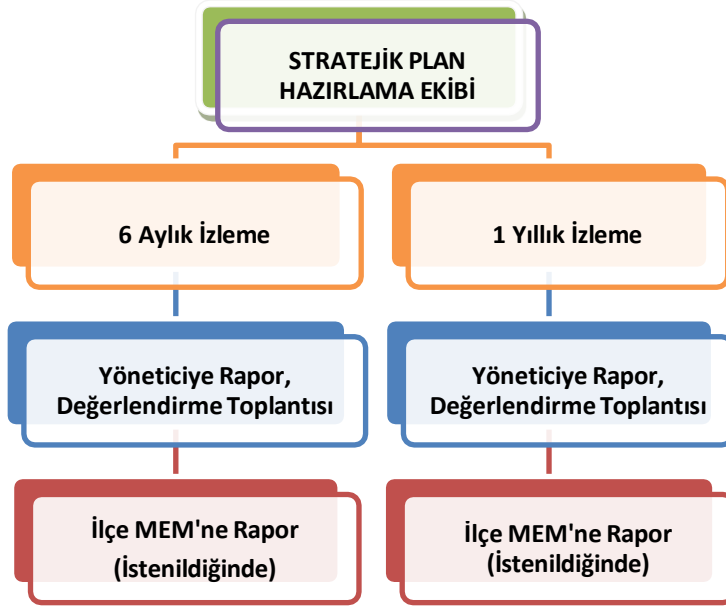 STRATEJİK PLAN
HAZIRLAMA EKİBİ
6 Aylık İzleme
1 Yıllık İzleme
Yöneticiye Rapor,
Değerlendirme Toplantısı
Yöneticiye Rapor,
Değerlendirme Toplantısı
İlçe MEM'ne Rapor
(İstenildiğinde)
İlçe MEM'ne Rapor
(İstenildiğinde)